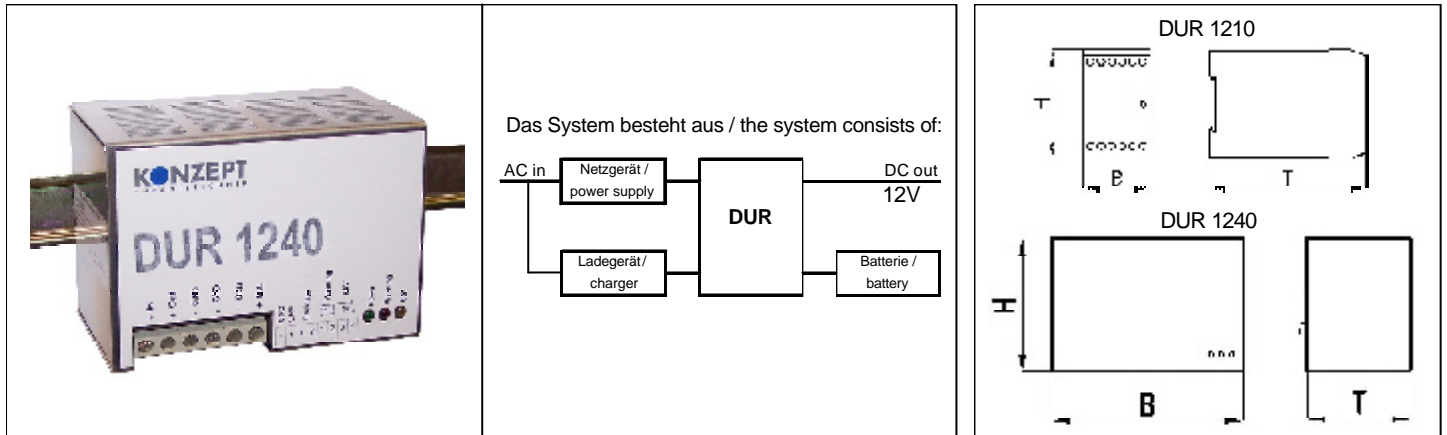 KONZEPT
DUR 1240
Das System besteht aus / the system consists of:
AC in
Netzgerät /
power supply
DUR
DC out
12V
Ladegerät /
charger
Batterie /
battery
DUR 1210
B
T
DUR 1240
H
B
T